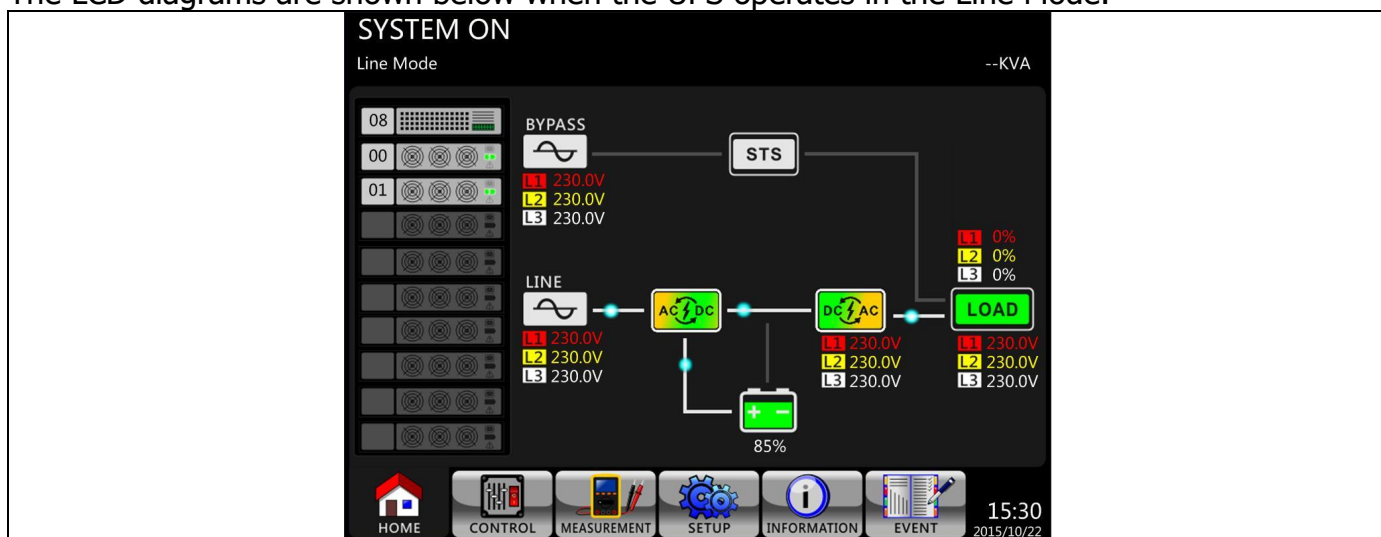 The LCD diagrams are shown below when the UPS operates in the Line Mode.
SYSTEM ON
Line Mode
--KVA
08
00
01
BYPASS
L1 230.0V
L2 230.0V
L3 230.0V
STS
L1 0%
L2 0%
L3 0%
LINE
AC DC
DC AC
LOAD
L1 230.0V
L2 230.0V
L3 230.0V
L1 230.0V
L2 230.0V
L3 230.0V
L1 230.0V
L2 230.0V
L3 230.0V
+ -
85%
HOME
CONTROL
MEASUREMENT
SETUP
INFORMATION
EVENT
15:30
2015/10/22